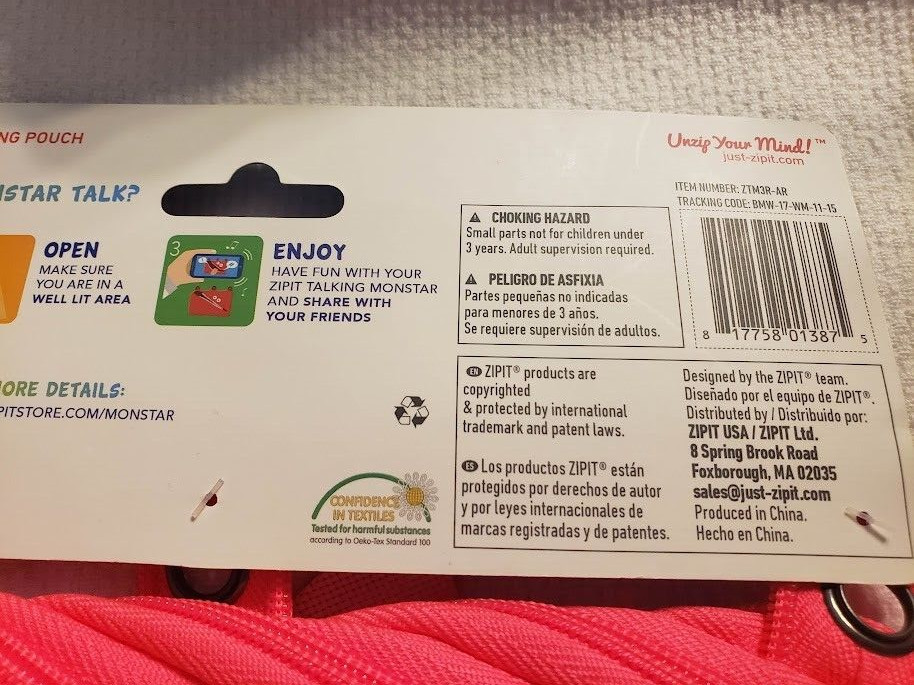 NG POUCH
Unzip Your Mind!™
just-zipit.com
NSTAR TALK?
ITEM NUMBER: ZTM3R-AR
TRACKING CODE: BMW-17-WM-11-15
8 17758 01387 5
OPEN
MAKE SURE
YOU ARE IN A
WELL LIT AREA
3
ENJOY
HAVE FUN WITH YOUR
ZIPIT TALKING MONSTAR
AND SHARE WITH
YOUR FRIENDS
CHOKING HAZARD
Small parts not for children under
3 years. Adult supervision required.
PELIGRO DE ASFIXIA
Partes pequeñas no indicadas
para menores de 3 años.
Se requiere supervisión de adultos.
ORE DETAILS:
PITSTORE.COM/MONSTAR
CONFIDENCE
IN TEXTILES
Tested for harmful substances
according to Oeko-Tex Standard 100
EN ZIPIT® products are
copyrighted
& protected by international
trademark and patent laws.
ES Los productos ZIPIT® están
protegidos por derechos de autor
y por leyes internacionales de
marcas registradas y de patentes.
Designed by the ZIPIT® team.
Diseñado por el equipo de ZIPIT®.
Distributed by / Distribuido por:
ZIPIT USA / ZIPIT Ltd.
8 Spring Brook Road
Foxborough, MA 02035
sales@just-zipit.com
Produced in China.
Hecho en China.